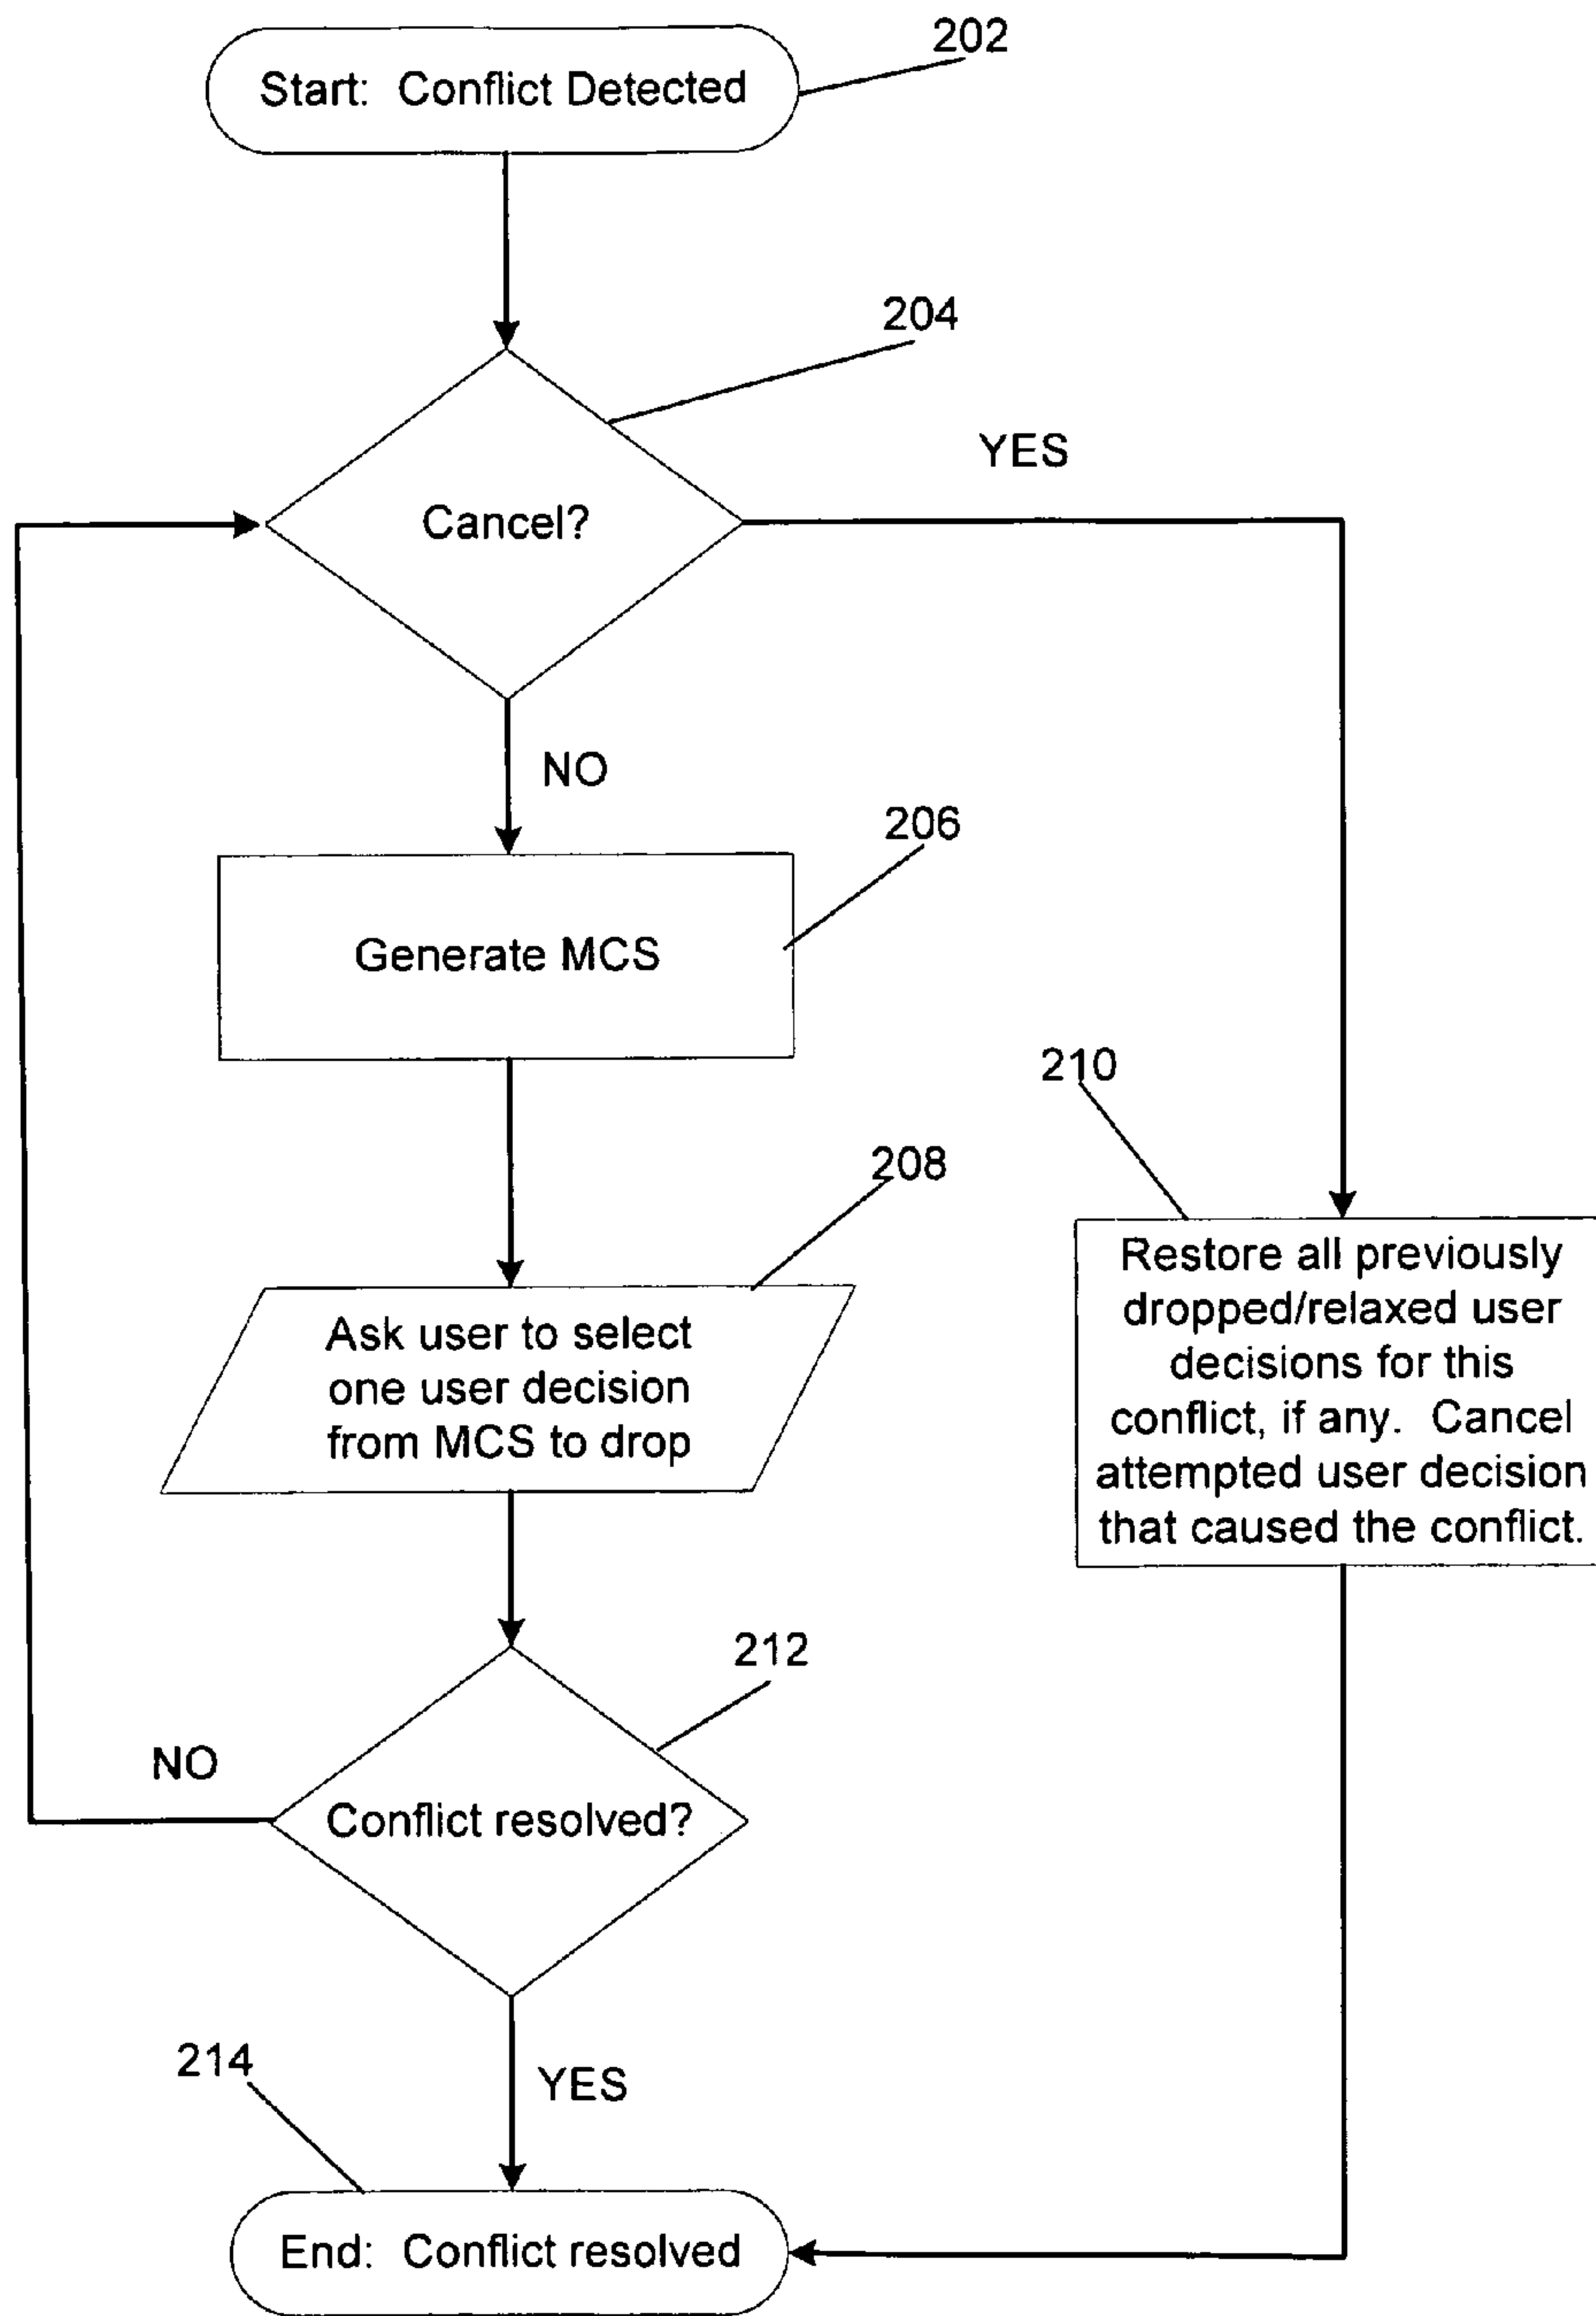 202
Start: Conflict Detected
204
YES
Cancel?
NO
206
Generate MCS
210
208
Restore all previously
dropped/relaxed user
decisions for this
conflict, if any. Cancel
attempted user decision
that caused the conflict.
Ask user to select
one user decision
from MCS to drop
212
NO
Conflict resolved?
214
YES
End: Conflict resolved